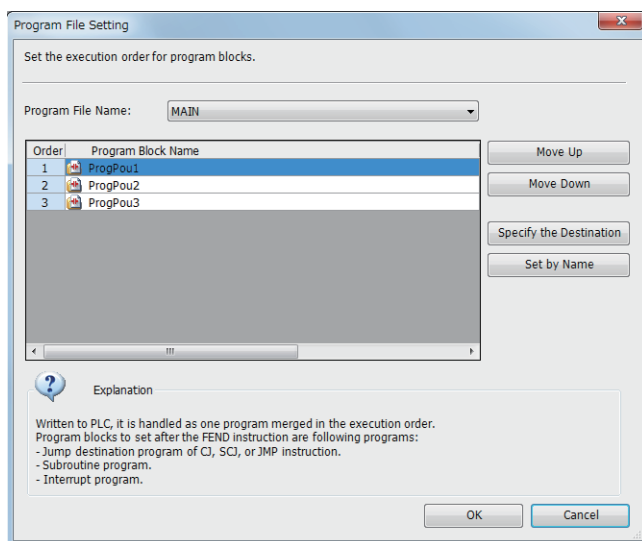 Program File Setting
Set the execution order for program blocks.
Program File Name: MAIN
Order Program Block Name
1 ProgPou1
2 ProgPou2
3 ProgPou3
Move Up
Move Down
Specify the Destination
Set by Name
Explanation
Written to PLC, it is handled as one program merged in the execution order.
Program blocks to set after the FEND instruction are following programs:
- Jump destination program of CJ, SCJ, or JMP instruction.
- Subroutine program.
- Interrupt program.
OK Cancel